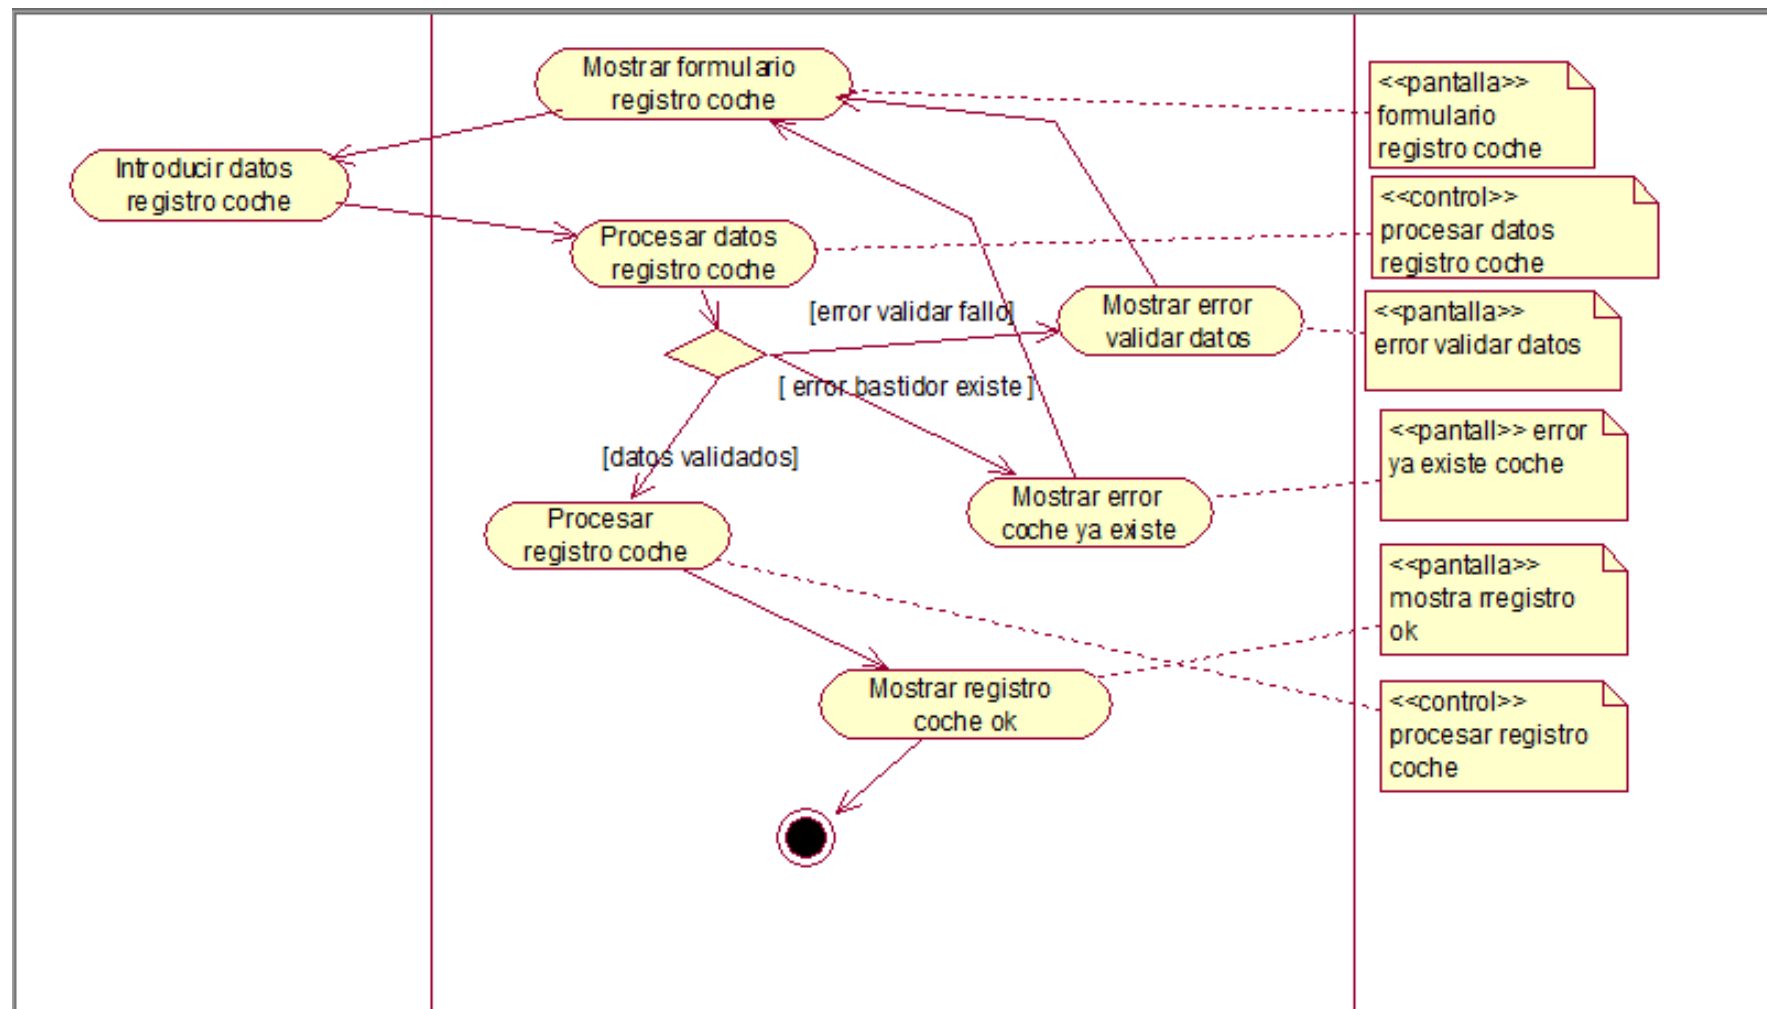 Mostrar formulario
registro coche
Introducir datos
registro coche
Procesar datos
registro coche
[error validar fallo]
Mostrar error
validar datos
[ error bastidor existe ]
[datos validados]
Mostrar error
coche ya existe
Procesar
registro coche
Mostrar registro
coche ok
<<pantalla>>
formulario
registro coche
<<control>>
procesar datos
registro coche
<<pantalla>>
error validar datos
<<pantall>> error
ya existe coche
<<pantalla>>
mostra rregistro
ok
<<control>>
procesar registro
coche